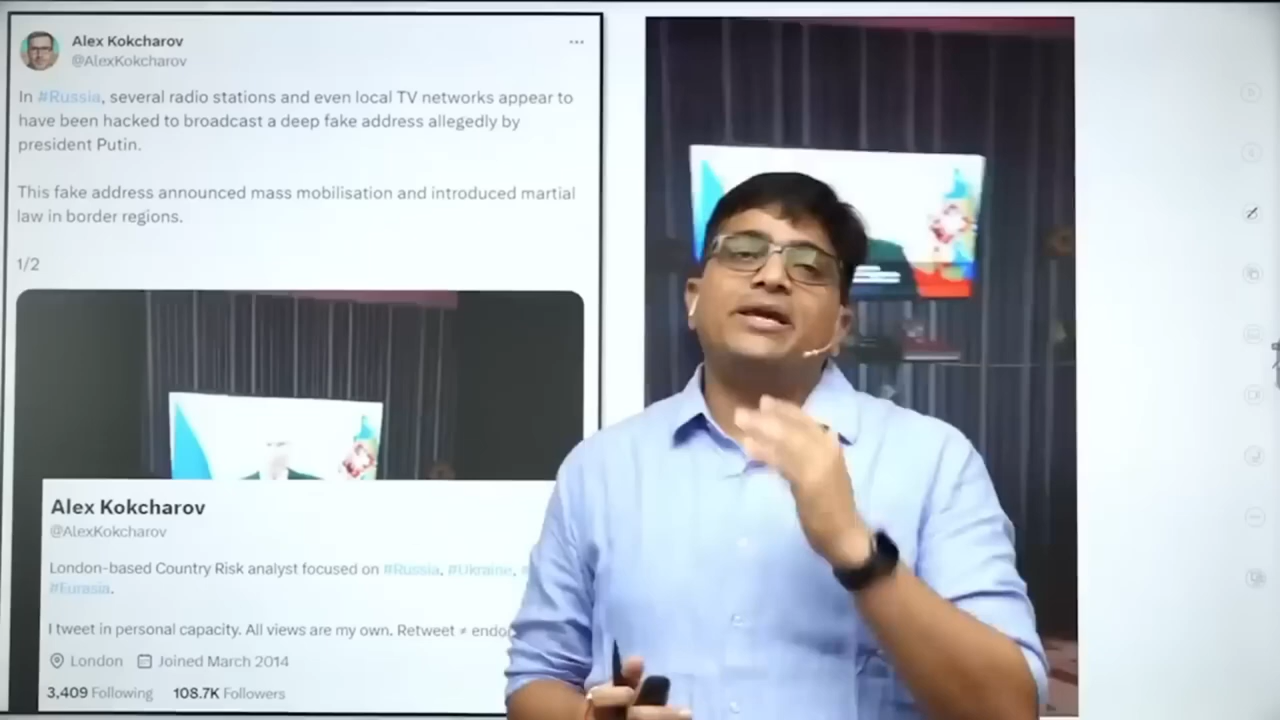 Alex Kokcharov
@AlexKokcharov
In #Russia, several radio stations and even local TV networks appear to
have been hacked to broadcast a deep fake address allegedly by
president Putin.
This fake address announced mass mobilisation and introduced martial
law in border regions.
1/2
Alex Kokcharov
@AlexKokcharov
London-based Country Risk analyst focused on #Russia, #Ukraine, #
#Eurasia.
I tweet in personal capacity. All views are my own. Retweet ≠
London Joined March 2014
3,409 Following 108.7K Followers